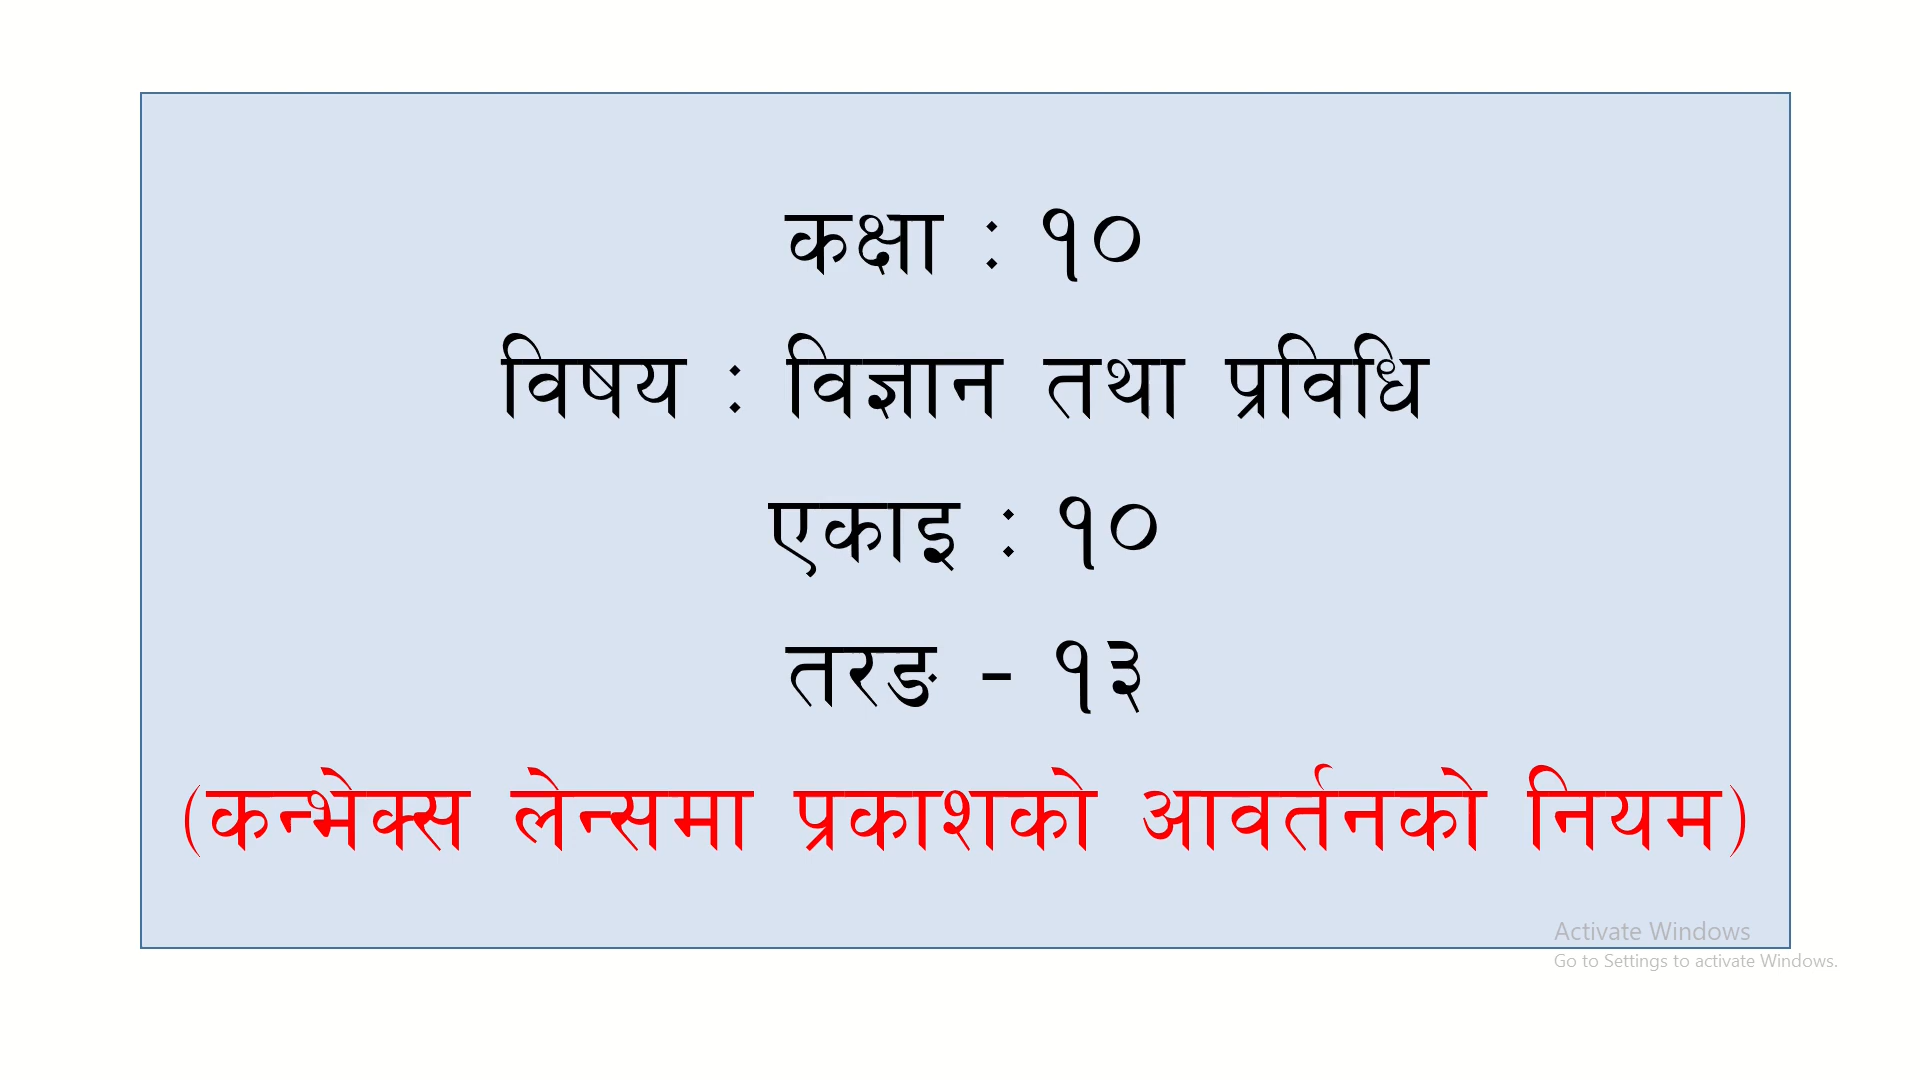 कक्षा : १०
विषय : विज्ञान तथा प्रविधि
एकाइ : १०
तरङ - १३
(कन्भेक्स लेन्समा प्रकाशको आवर्तनको नियम)
Activate Windows
Go to Settings to activate Windows.